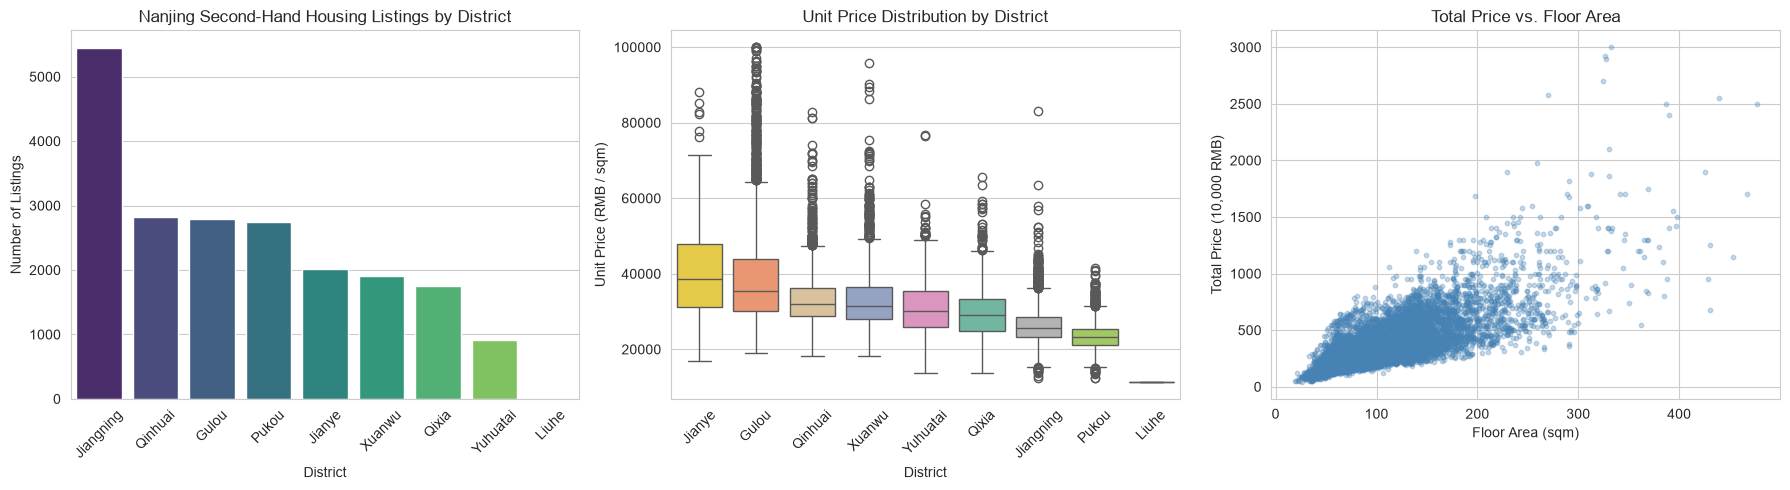 Nanjing Second-Hand Housing Listings by District
Number of Listings
5000
4000
3000
2000
1000
0
Jiangning
Qinhuai
Gulou
Pukou
Jianye
Xuanwu
Qixia
Yuhuatai
Liuhe
District
Unit Price Distribution by District
Unit Price (RMB / sqm)
100000
80000
60000
40000
20000
Jianye
Gulou
Qinhuai
Xuanwu
Yuhuatai
Qixia
Jiangning
Pukou
Liuhe
District
Total Price vs. Floor Area
Total Price (10,000 RMB)
3000
2500
2000
1500
1000
500
0
0
100
200
300
400
Floor Area (sqm)